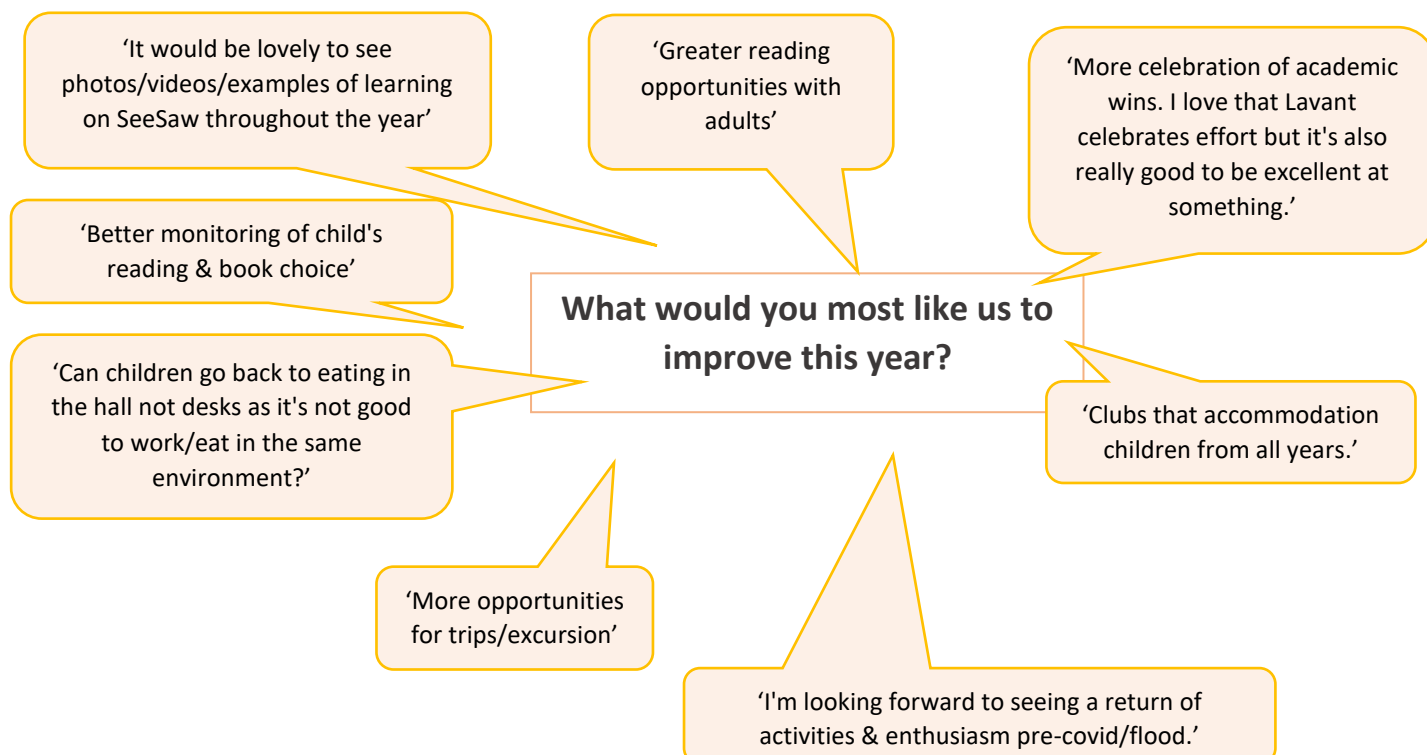 ‘It would be lovely to see
photos/videos/examples of learning
on SeeSaw throughout the year’
‘Greater reading
opportunities with
adults’
‘More celebration of academic
wins. I love that Lavant
celebrates effort but it's also
really good to be excellent at
something.’
‘Better monitoring of child's
reading & book choice’
What would you most like us to
improve this year?
‘Can children go back to eating in
the hall not desks as it's not good
to work/eat in the same
environment?’
‘Clubs that accommodation
children from all years.’
‘More opportunities
for trips/excursion’
‘I'm looking forward to seeing a return of
activities & enthusiasm pre-covid/flood.’